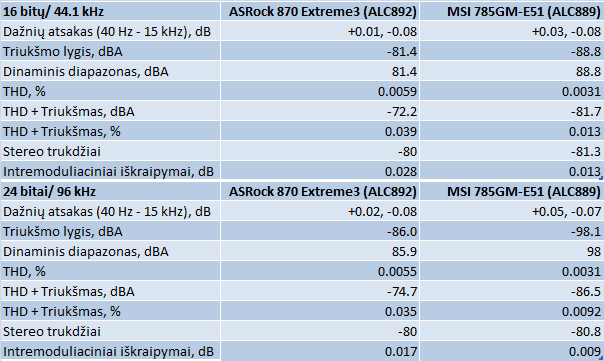 16 bitų/ 44.1 kHz ASRock 870 Extreme3 (ALC892) MSI 785GM-E51 (ALC889)
Dažnių atsakas (40 Hz - 15 kHz), dB +0.01, -0.08 +0.03, -0.08
Triukšmo lygis, dBA -81.4 -88.8
Dinaminis diapazonas, dBA 81.4 88.8
THD, % 0.0059 0.0031
THD + Triukšmas, dBA -72.2 -81.7
THD + Triukšmas, % 0.039 0.013
Stereo trukdžiai -80 -81.3
Intremoduliaciniai iškraipymai, dB 0.028 0.013
24 bitai/ 96 kHz ASRock 870 Extreme3 (ALC892) MSI 785GM-E51 (ALC889)
Dažnių atsakas (40 Hz - 15 kHz), dB +0.02, -0.08 +0.05, -0.07
Triukšmo lygis, dBA -86.0 -98.1
Dinaminis diapazonas, dBA 85.9 98
THD, % 0.0055 0.0031
THD + Triukšmas, dBA -74.7 -86.5
THD + Triukšmas, % 0.035 0.0092
Stereo trukdžiai -80 -80.8
Intremoduliaciniai iškraipymai, dB 0.017 0.009